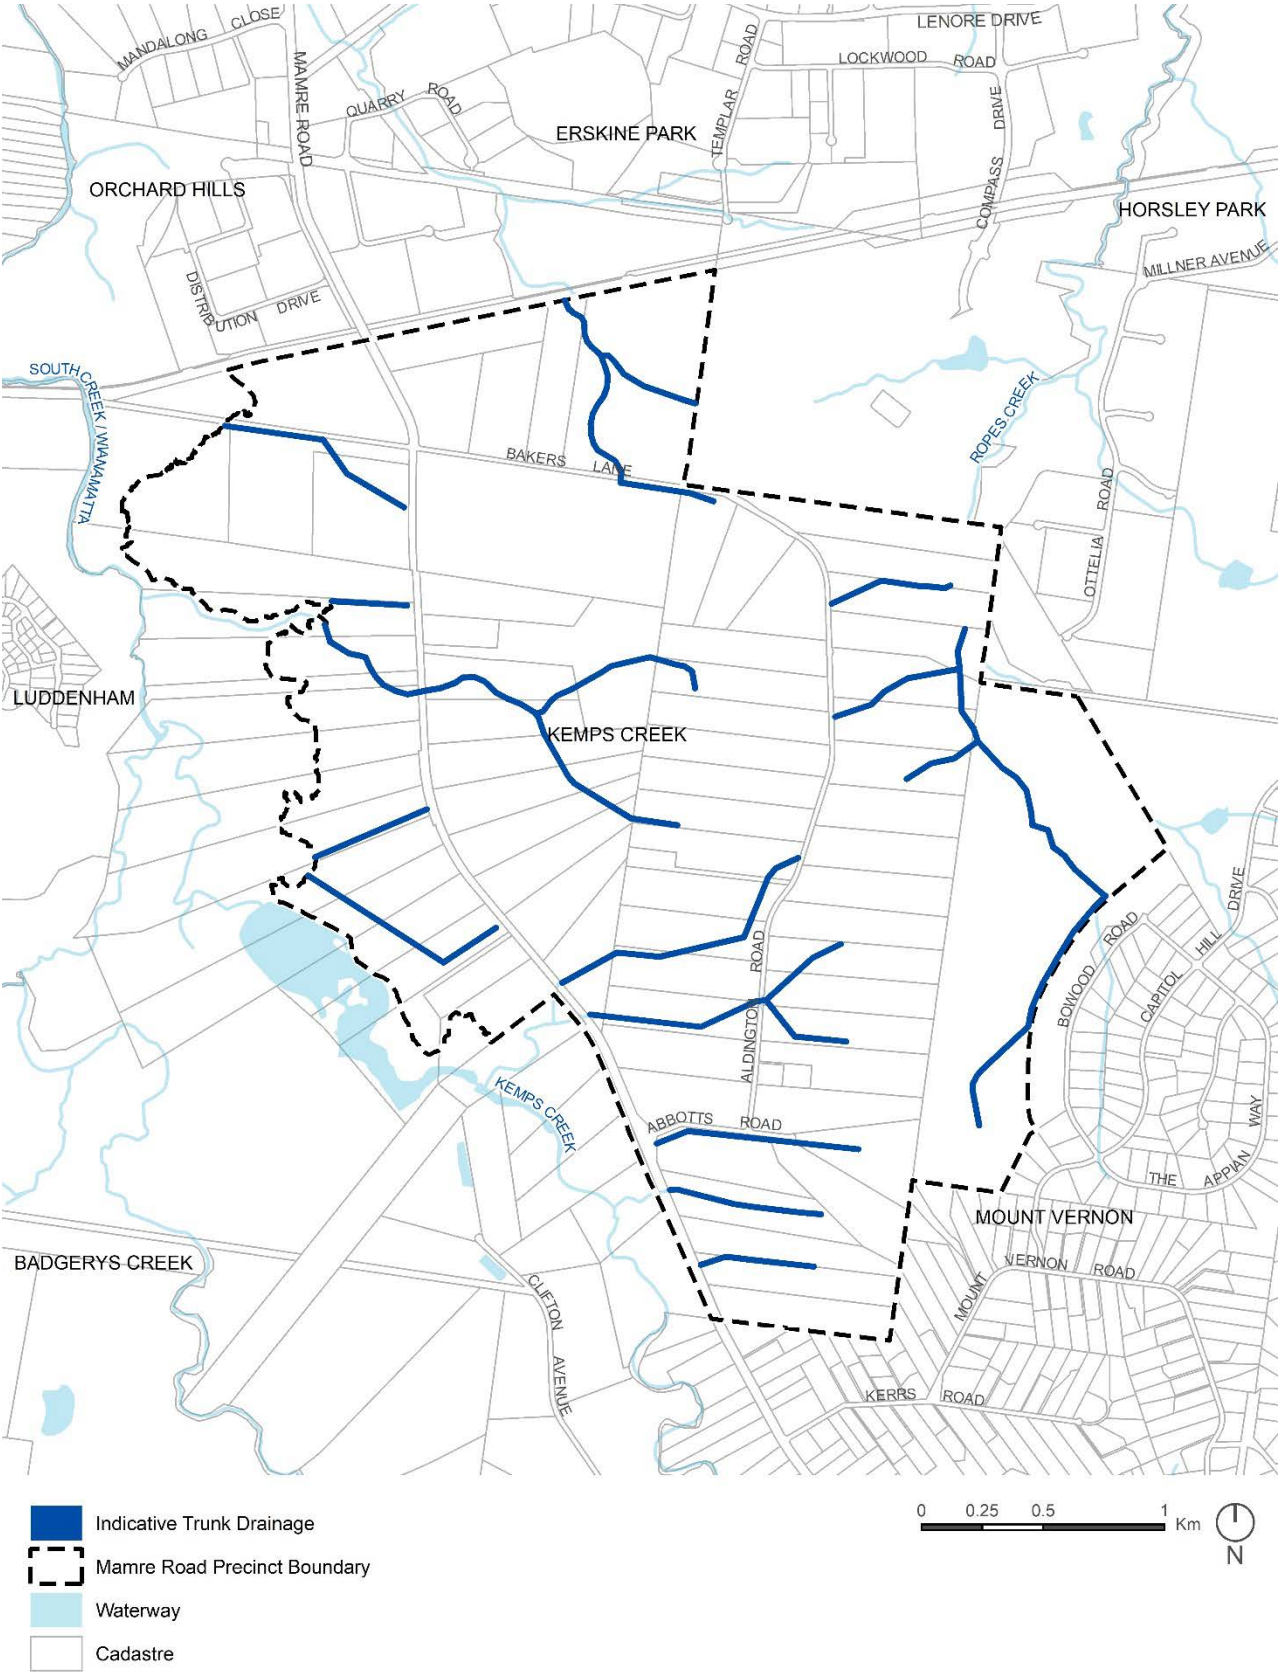 MANDALONG CLOSE
LENORE DRIVE
MAMRE ROAD
TEMPLAR ROAD
LOCKWOOD ROAD
QUARRY ROAD
COMPASS DRIVE
ERSKINE PARK
ORCHARD HILLS
HORSLEY PARK
MILLNER AVENUE
DISTRIBUTION DRIVE
SOUTH CREEK / WIANAMATTA
ROPES CREEK
BAKERS LANE
OTTELIA ROAD
LUDDENHAM
KEMPS CREEK
ALDINGTON ROAD
BOWOOD ROAD
CAPITOL HILL DRIVE
KEMPS CREEK
ABBOTTS ROAD
THE APPIAN WAY
MOUNT VERNON
BADGERYS CREEK
MOUNT VERNON ROAD
CLIFTON AVENUE
KERRS ROAD
Indicative Trunk Drainage
Mamre Road Precinct Boundary
Waterway
Cadastre
0 0.25 0.5 1 Km
N